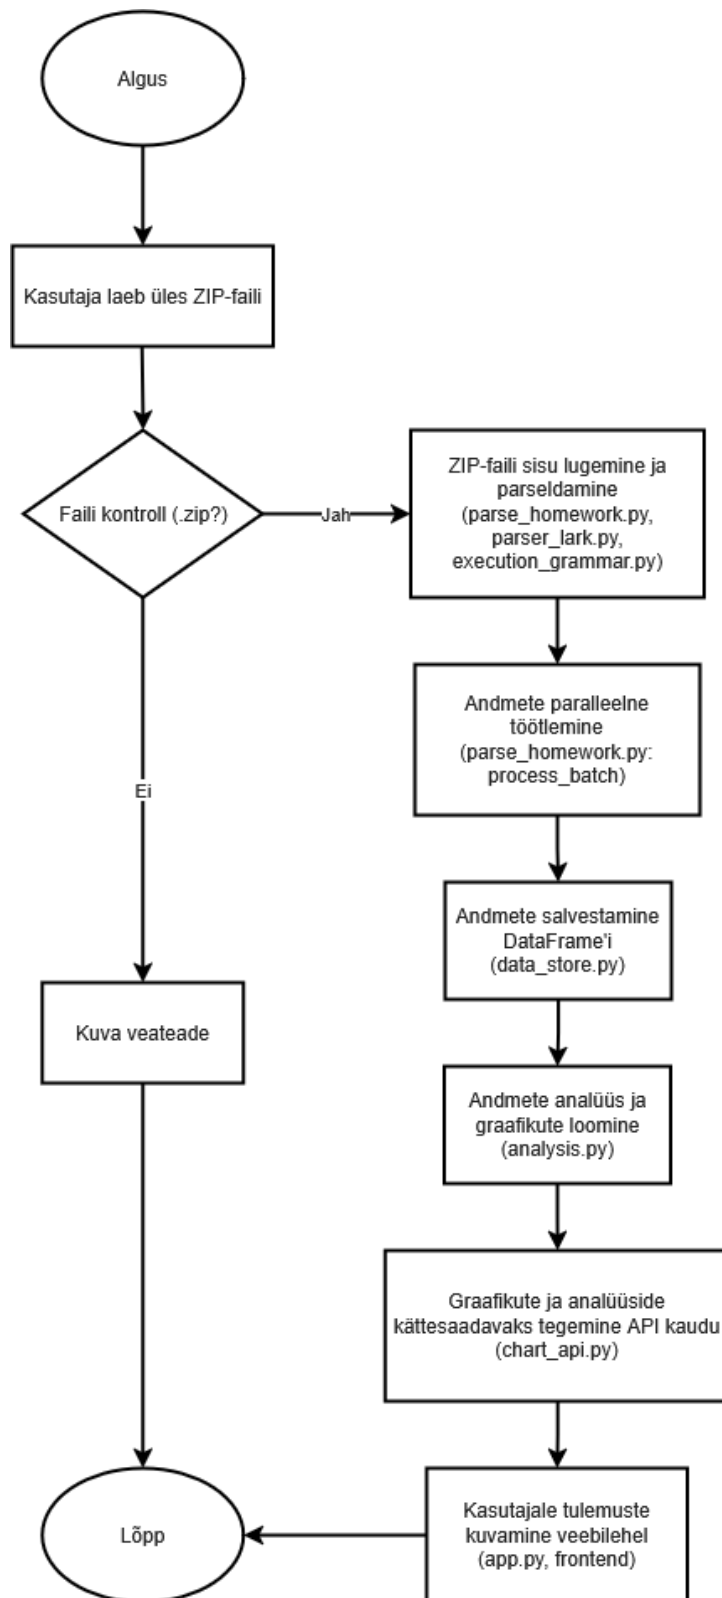 Algus
Kasutaja laeb üles ZIP-faili
Faili kontroll (.zip?)
Jah
ZIP-faili sisu lugemine ja
parseldamine
(parse_homework.py,
parser_lark.py,
execution_grammar.py)
Andmete paralleelne
töötlemine
(parse_homework.py:
process_batch)
Ei
Andmete salvestamine
DataFrame'i
(data_store.py)
Kuva veateade
Andmete analüüs ja
graafikute loomine
(analysis.py)
Graafikute ja analüüside
kättesaadavaks tegemine API kaudu
(chart_api.py)
Kasutajale tulemuste
kuvamine veebilehel
(app.py, frontend)
Lõpp